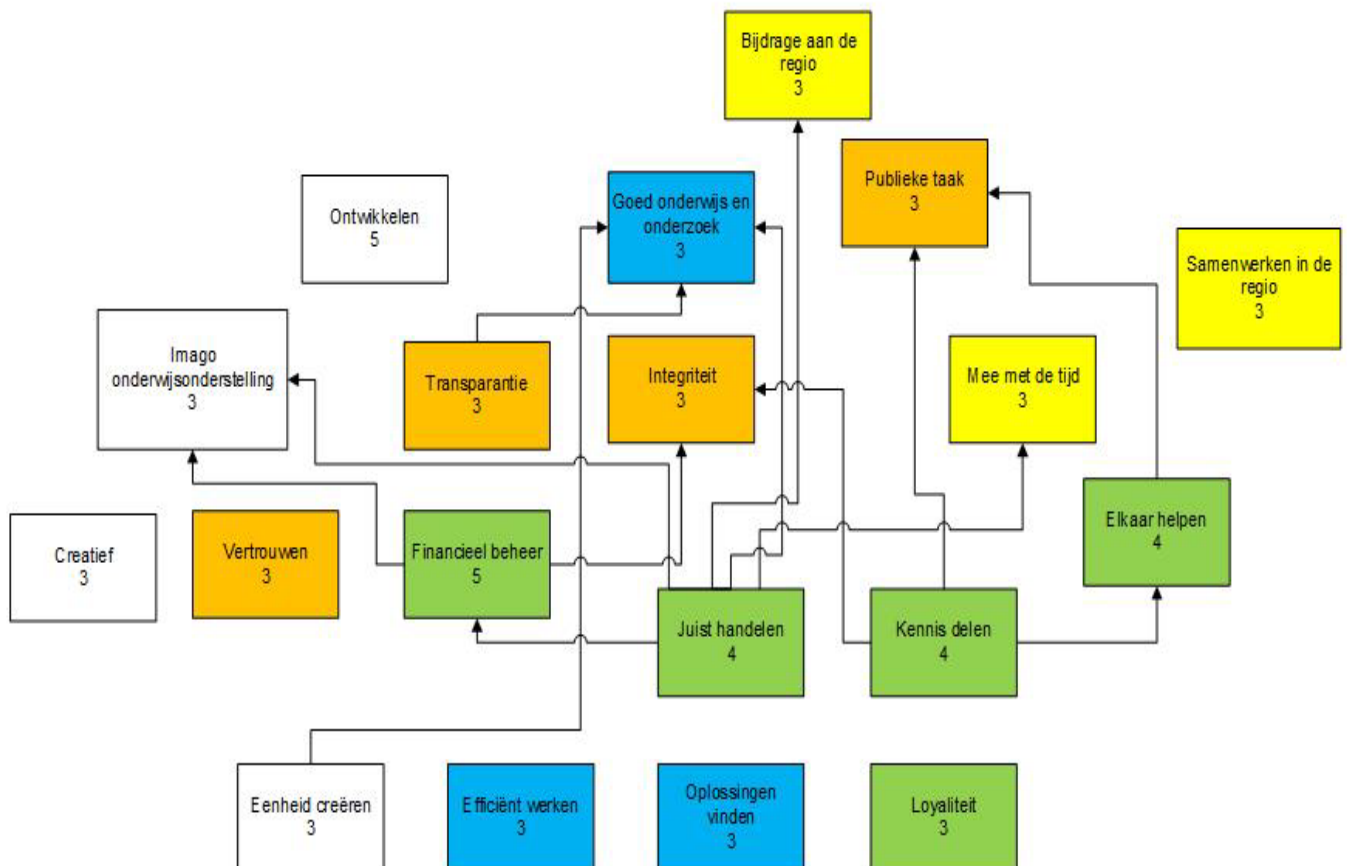 Bijdrage aan de
regio
3
Publieke taak
3
Goed onderwijs en
onderzoek
3
Ontwikkelen
5
Samenwerken in de
regio
3
Imago
onderwijsonderstelling
3
Transparantie
3
Integriteit
3
Mee met de tijd
3
Elkaar helpen
4
Creatief
3
Vertrouwen
3
Financieel beheer
5
Juist handelen
4
Kennis delen
4
Eenheid creëren
3
Efficiënt werken
3
Oplossingen
vinden
3
Loyaliteit
3